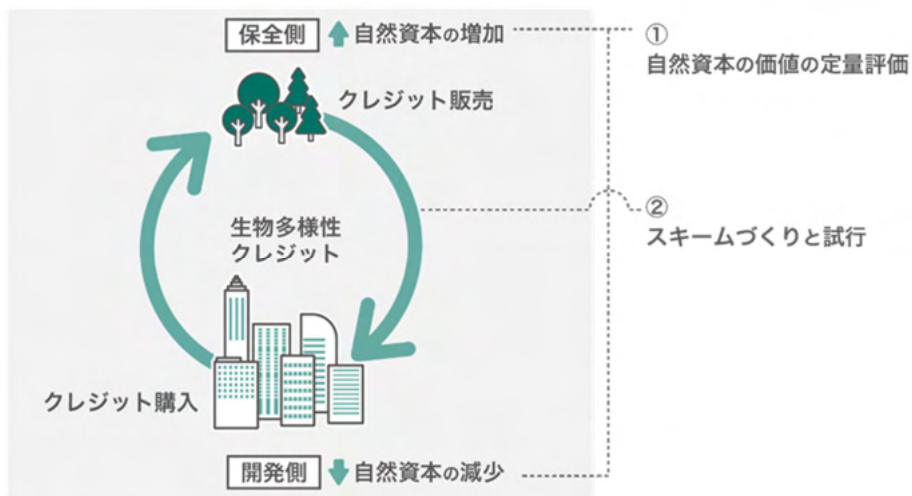 保全側 自然資本の増加
①
自然資本の価値の定量評価
クレジット販売
②
スキームづくりと試行
生物多様性
クレジット
クレジット購入
開発側 自然資本の減少